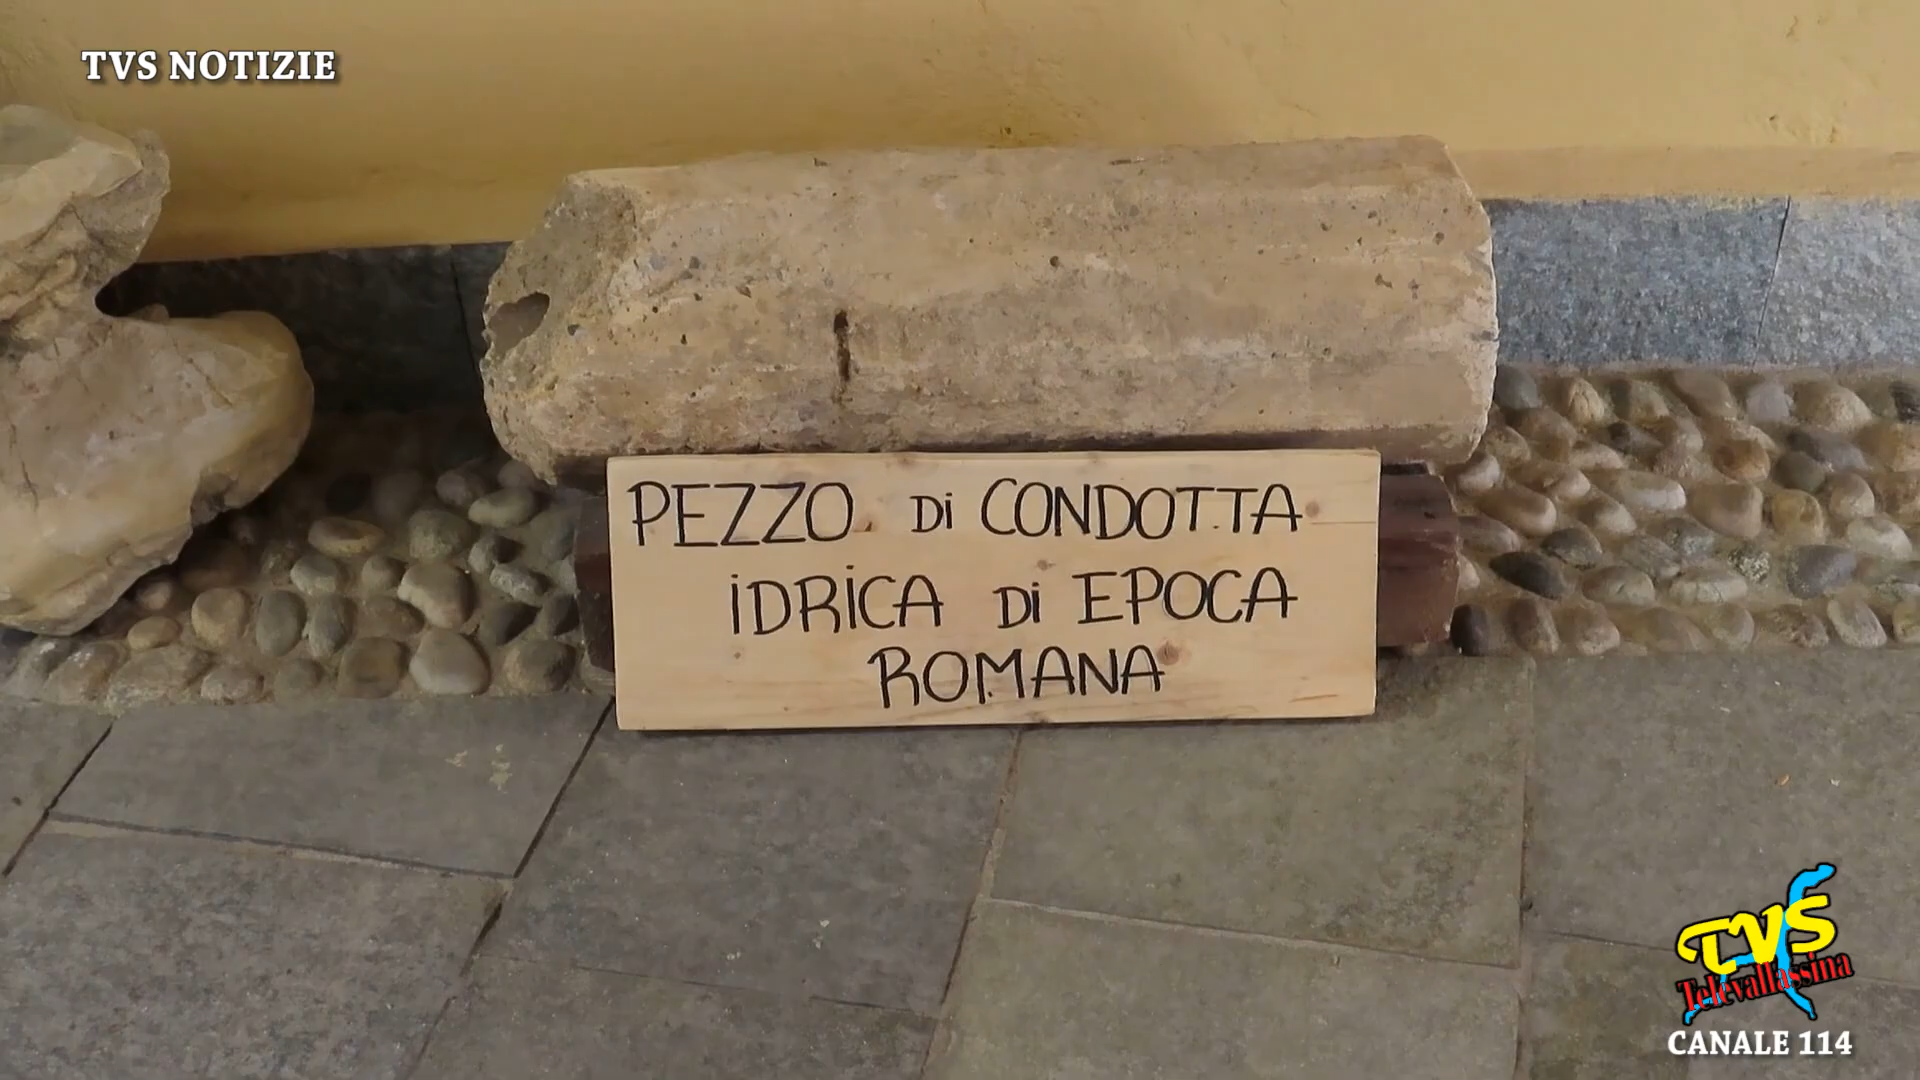 TVS NOTIZIE
PEZZO Di CONDOTTA
iDRiCA Di EPOCA
ROMANA
TVS
Televallassina
CANALE 114